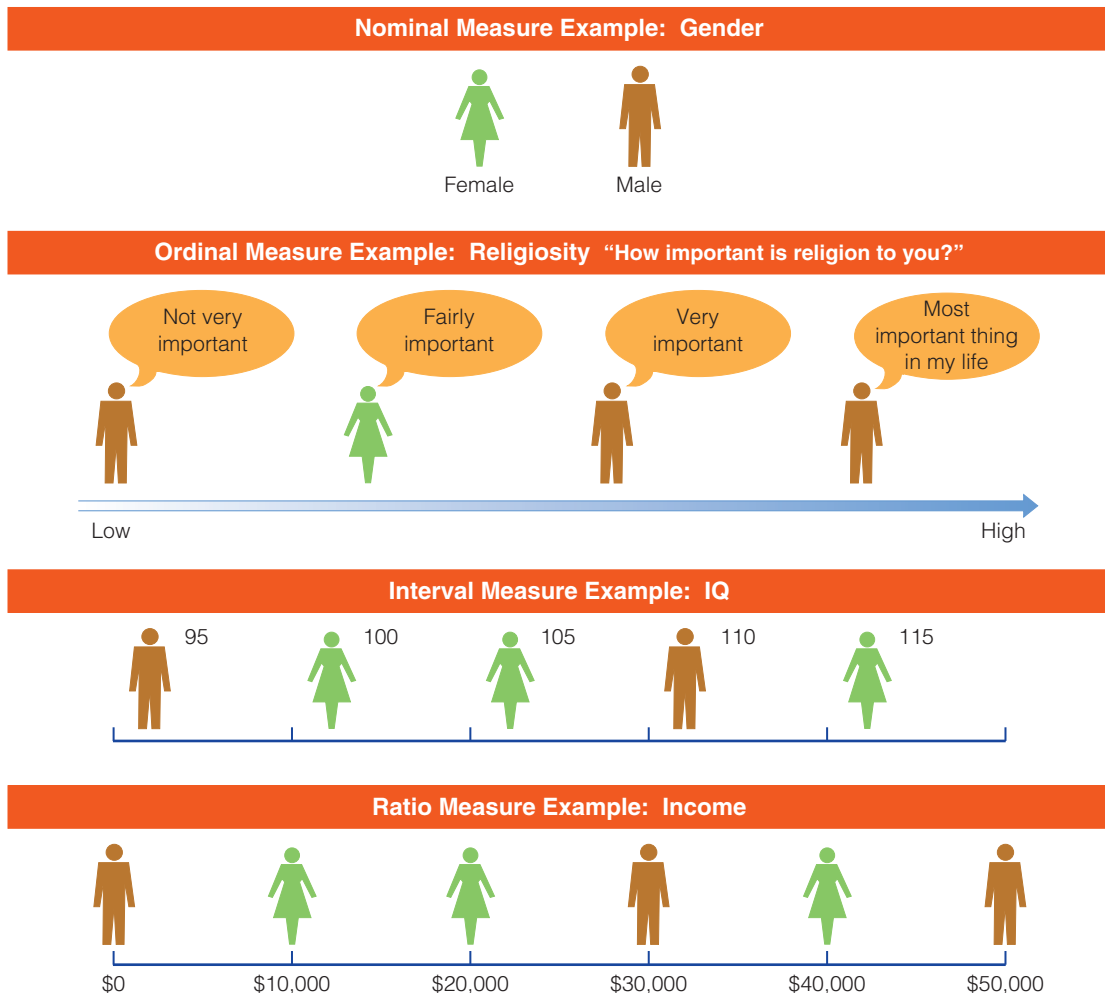 Nominal Measure Example: Gender
Female
Male
Ordinal Measure Example: Religiosity “How important is religion to you?”
Not very
important
Fairly
important
Very
important
Most
important thing
in my life
Low
High
Interval Measure Example: IQ
95
100
105
110
115
Ratio Measure Example: Income
$0
$10,000
$20,000
$30,000
$40,000
$50,000